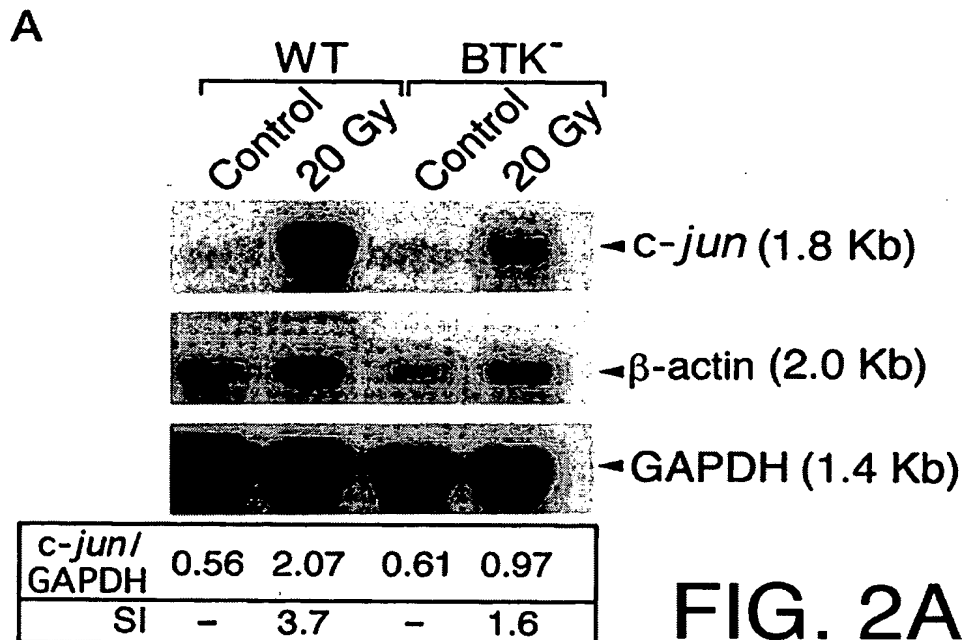 A
WT BTK⁻
Control 20 Gy Control 20 Gy
c-jun (1.8 Kb)
β-actin (2.0 Kb)
GAPDH (1.4 Kb)
c-jun/
GAPDH 0.56 2.07 0.61 0.97
SI – 3.7 – 1.6
FIG. 2A